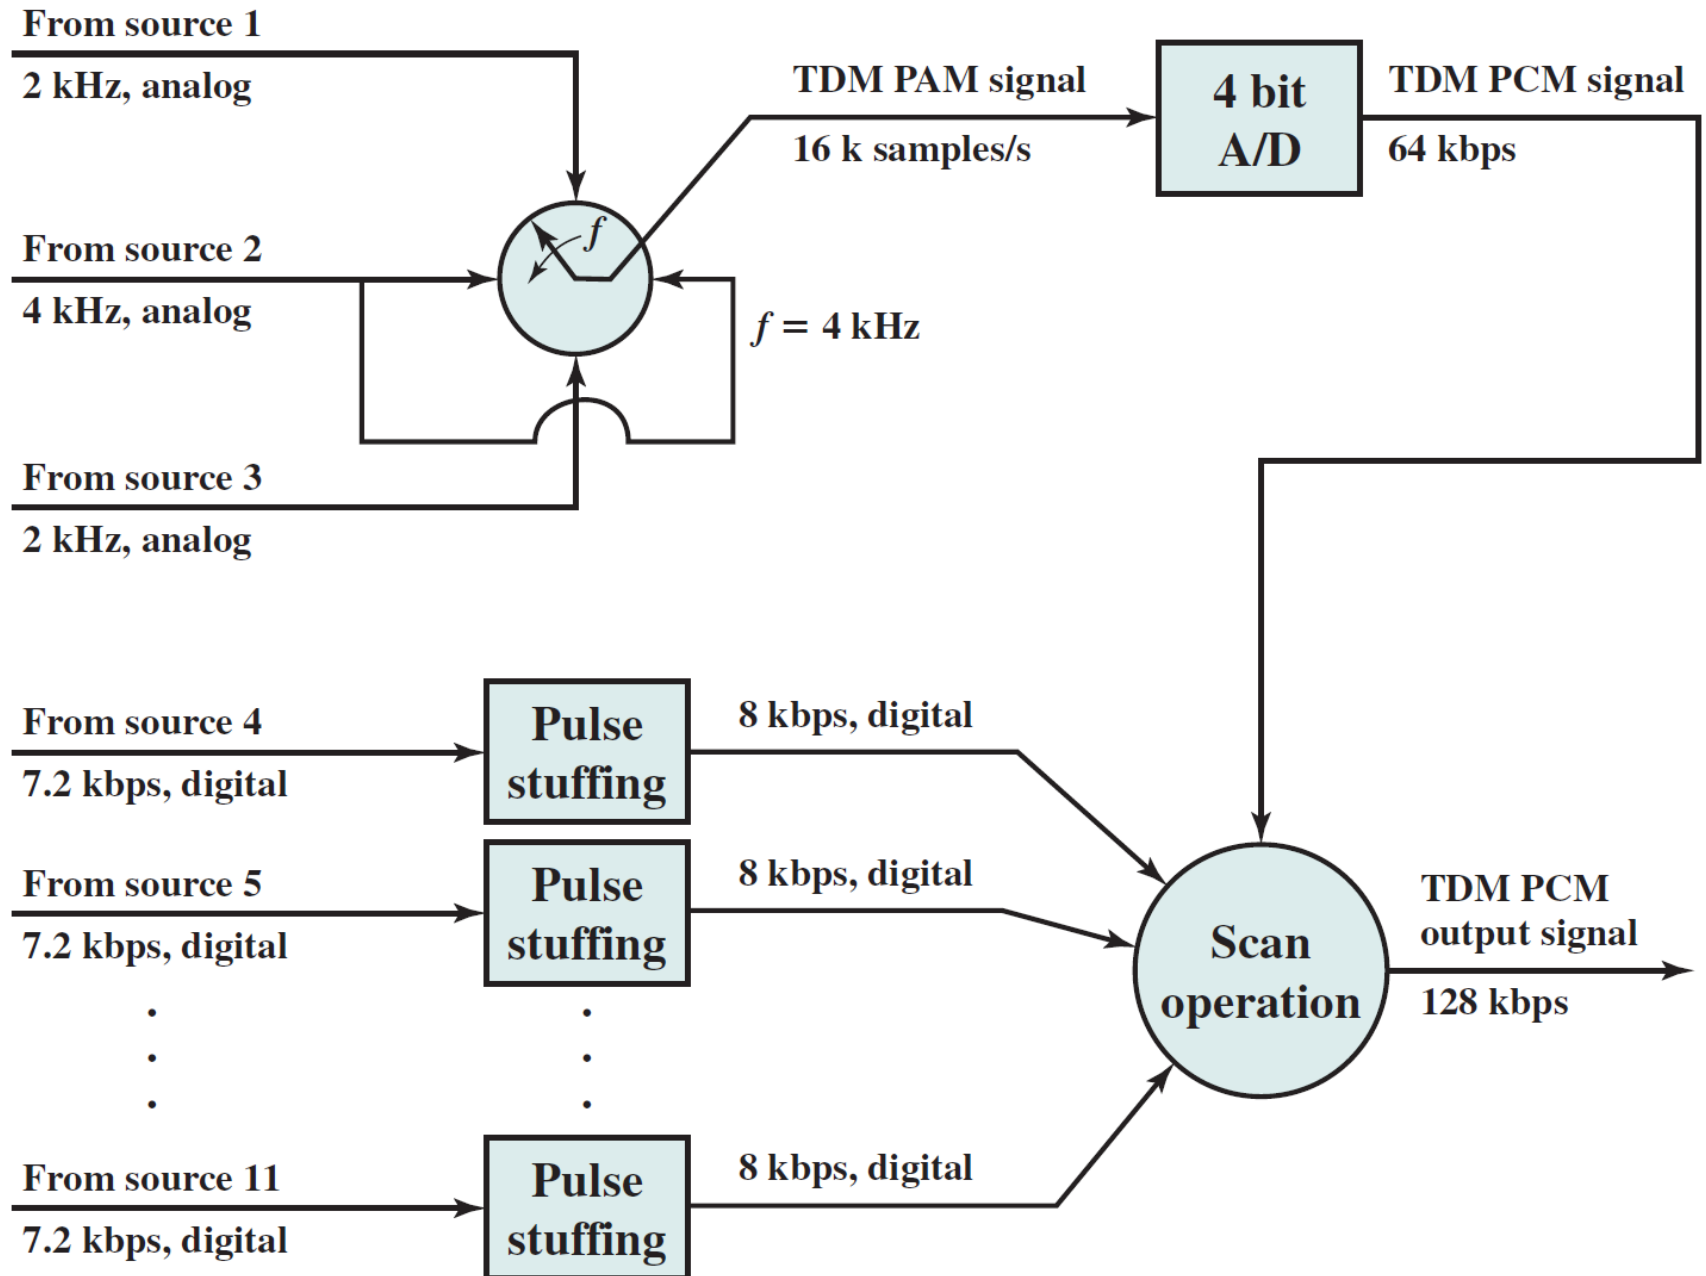 From source 1
2 kHz, analog
TDM PAM signal
16 k samples/s
4 bit
A/D
TDM PCM signal
64 kbps
From source 2
4 kHz, analog
f
f = 4 kHz
From source 3
2 kHz, analog
From source 4
7.2 kbps, digital
Pulse
stuffing
8 kbps, digital
From source 5
7.2 kbps, digital
Pulse
stuffing
8 kbps, digital
Scan
operation
TDM PCM
output signal
128 kbps
From source 11
7.2 kbps, digital
Pulse
stuffing
8 kbps, digital